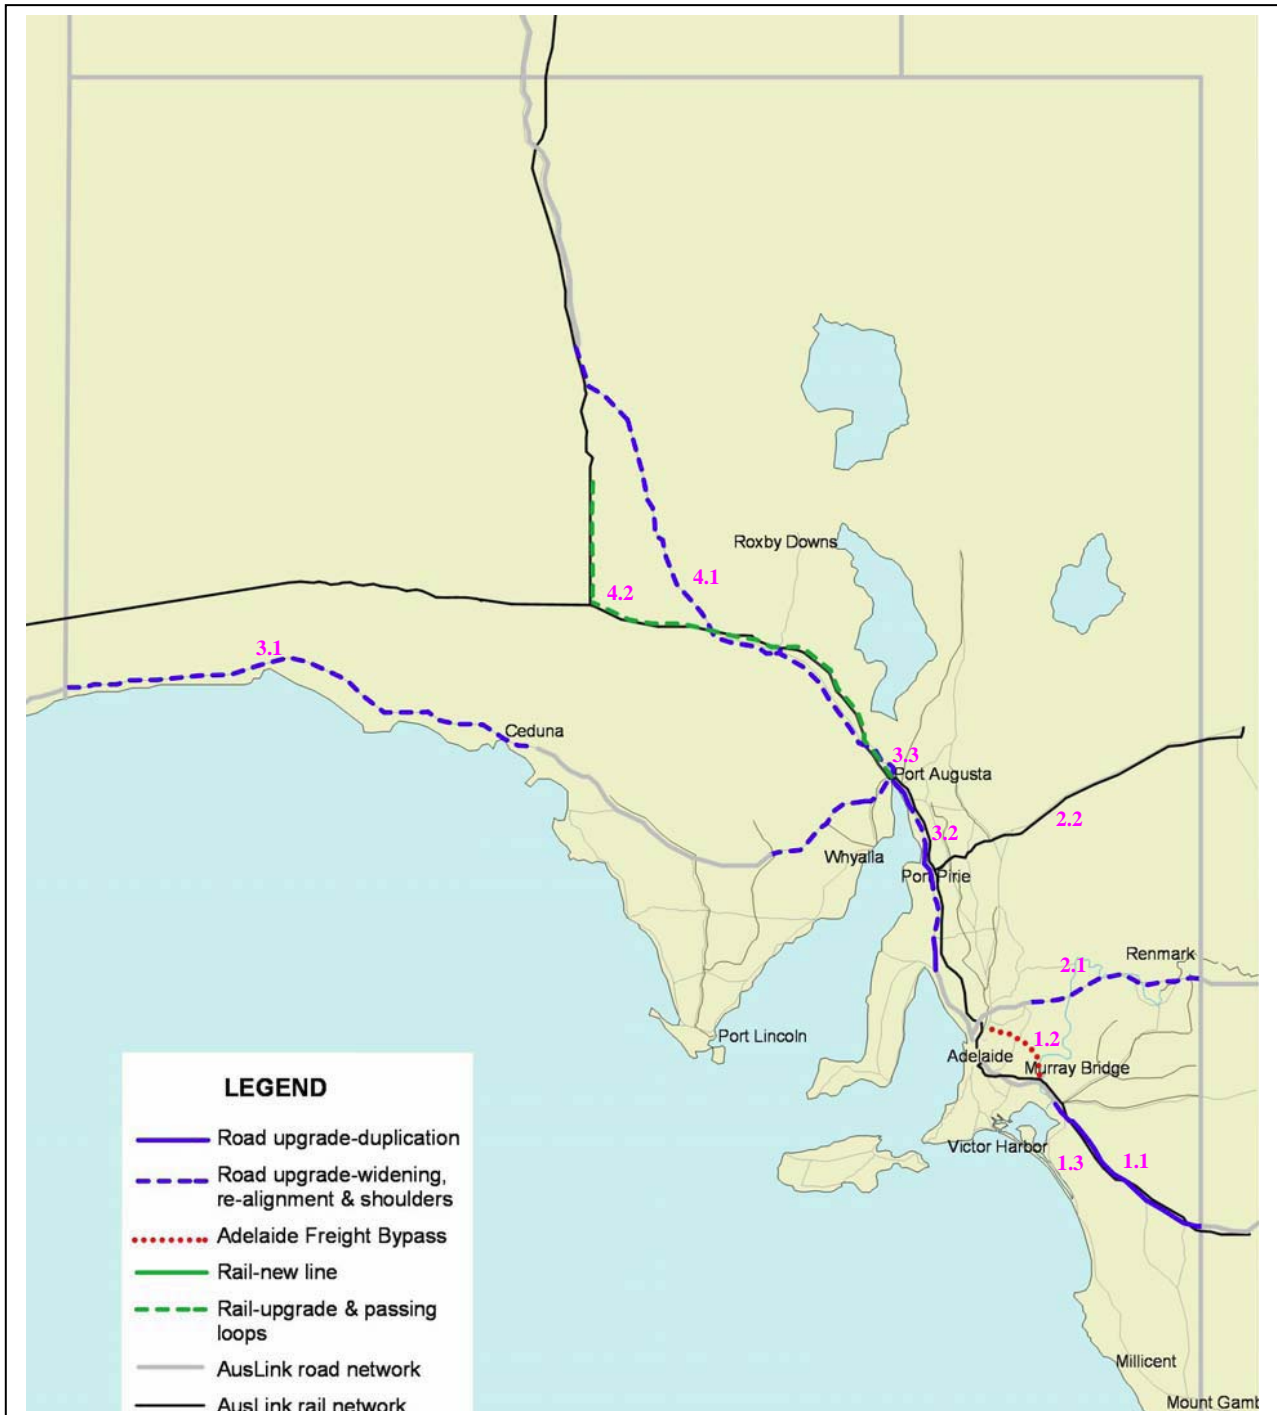 Roxby Downs
4.1
4.2
3.1
Ceduna
3.3
Port Augusta
2.2
3.2
Whyalla
Port Pirie
Renmark
2.1
Port Lincoln
1.2
Adelaide
Murray Bridge
Victor Harbor
1.3
1.1
LEGEND
Road upgrade-duplication
Road upgrade-widening,
re-alignment & shoulders
Adelaide Freight Bypass
Rail-new line
Rail-upgrade & passing
loops
AusLink road network
AusLink rail network
Millicent
Mount Gamb